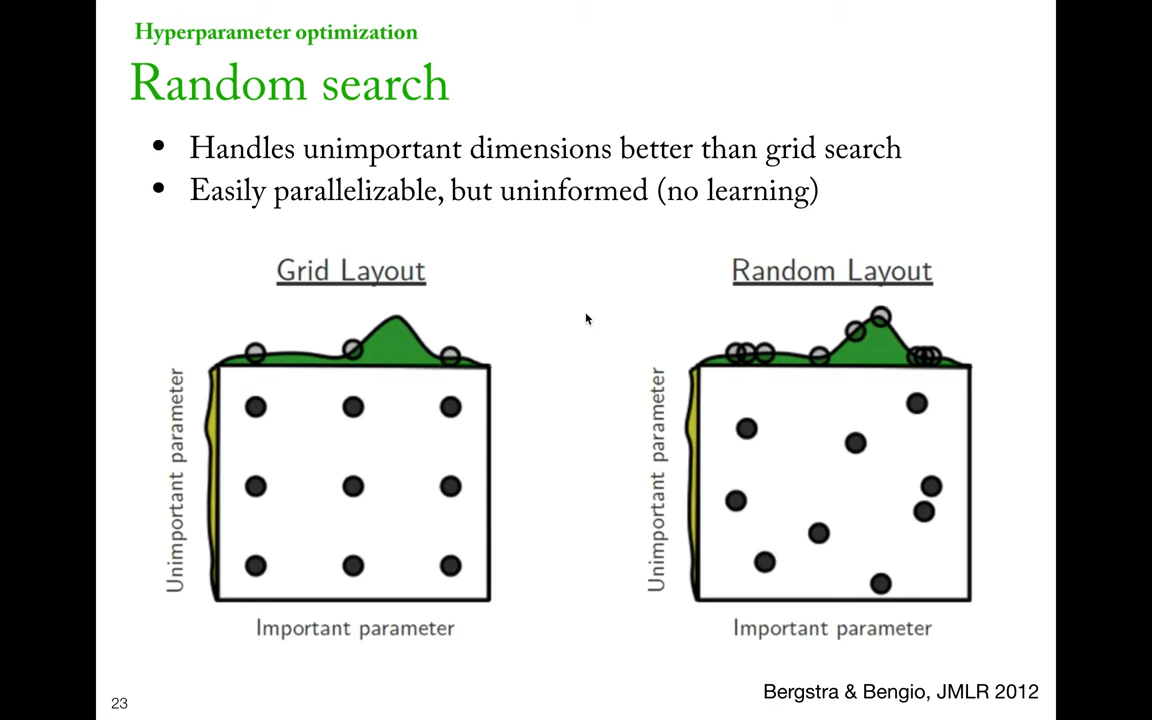 Hyperparameter optimization
Random search
• Handles unimportant dimensions better than grid search
• Easily parallelizable, but uninformed (no learning)
Grid Layout
Unimportant parameter
Important parameter
Random Layout
Unimportant parameter
Important parameter
Bergstra & Bengio, JMLR 2012
23